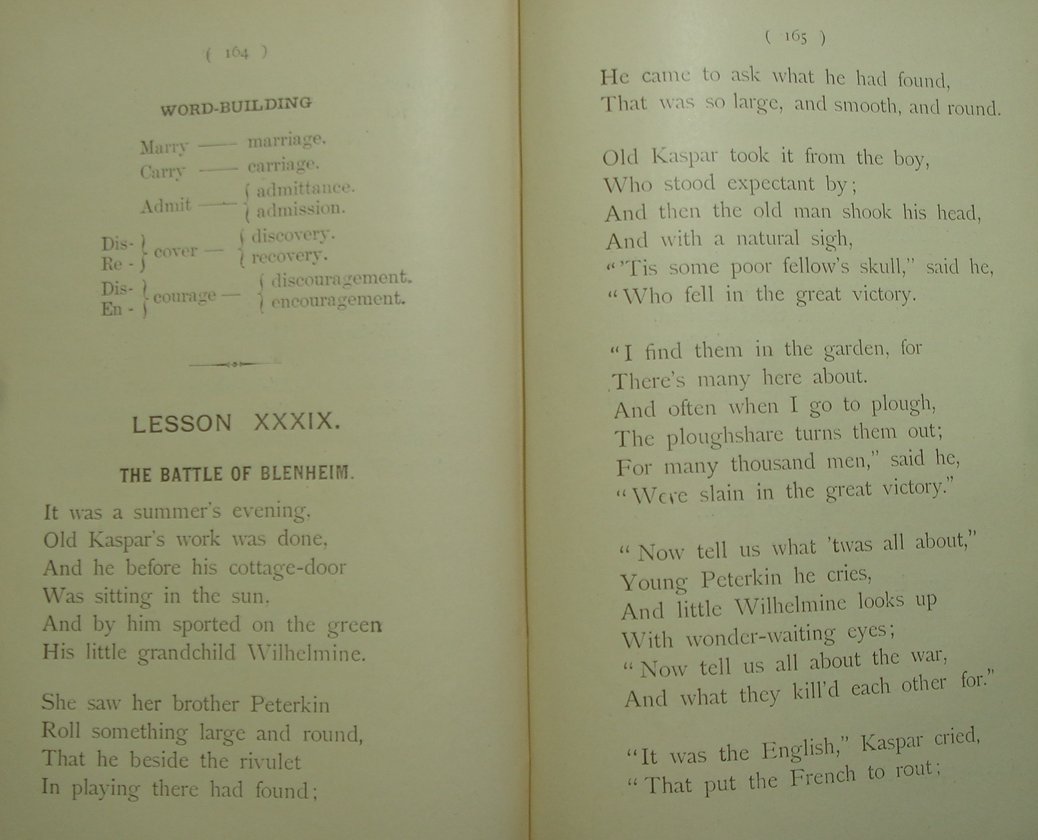 ( 164 )
WORD-BUILDING
Marry —— marriage.
Carry —— carriage.
Admit —— { admittance.
{ admission.
Dis- } cover — { discovery.
Re - } { recovery.
Dis- } courage — { discouragement.
En - } { encouragement.
LESSON XXXIX.
THE BATTLE OF BLENHEIM.
It was a summer's evening,
Old Kaspar's work was done,
And he before his cottage-door
Was sitting in the sun.
And by him sported on the green
His little grandchild Wilhelmine.
She saw her brother Peterkin
Roll something large and round,
That he beside the rivulet
In playing there had found;
( 165 )
He came to ask what he had found,
That was so large, and smooth, and round.
Old Kaspar took it from the boy,
Who stood expectant by;
And then the old man shook his head,
And with a natural sigh,
“’Tis some poor fellow's skull,” said he,
“Who fell in the great victory.
“I find them in the garden, for
There's many here about.
And often when I go to plough,
The ploughshare turns them out;
For many thousand men,” said he,
“Were slain in the great victory.”
“Now tell us what ’twas all about,”
Young Peterkin he cries,
And little Wilhelmine looks up
With wonder-waiting eyes;
“Now tell us all about the war,
And what they kill'd each other for.”
“It was the English,” Kaspar cried,
“That put the French to rout;